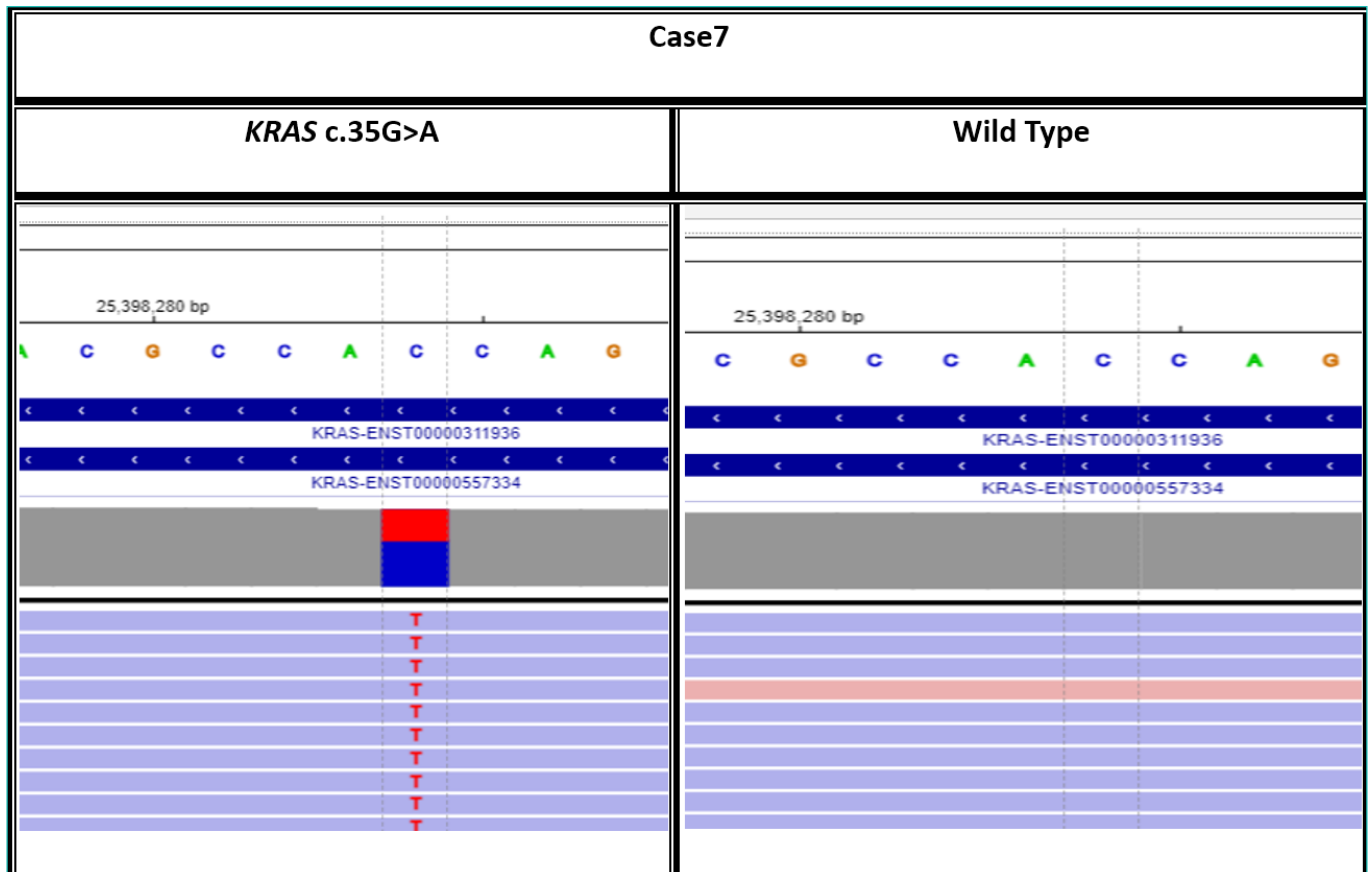 Case7
KRAS c.35G>A
Wild Type
25,398,280 bp
A C G C C A C C A G
KRAS-ENST00000311936
KRAS-ENST00000557334
T
T
T
T
T
T
T
T
T
T
25,398,280 bp
C G C C A C C A G
KRAS-ENST00000311936
KRAS-ENST00000557334